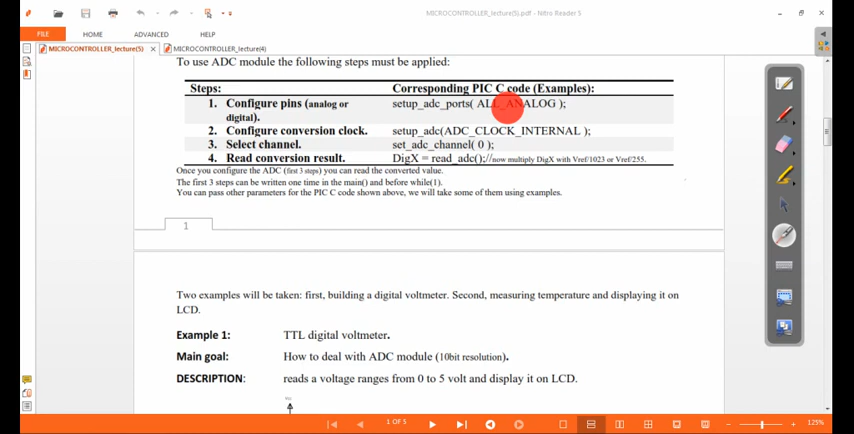 MICROCONTROLLER_lecture(5).pdf - Nitro Reader 5
FILE HOME ADVANCED HELP
MICROCONTROLLER_lecture(5) × MICROCONTROLLER_lecture(4)
To use ADC module the following steps must be applied:
Steps: Corresponding PIC C code (Examples):
1. Configure pins (analog or setup_adc_ports( ALL_ANALOG );
digital).
2. Configure conversion clock. setup_adc(ADC_CLOCK_INTERNAL );
3. Select channel. set_adc_channel( 0 );
4. Read conversion result. DigX = read_adc();//now multiply DigX with Vref/1023 or Vref/255.
Once you configure the ADC (first 3 steps) you can read the converted value.
The first 3 steps can be written one time in the main() and before while(1).
You can pass other parameters for the PIC C code shown above, we will take some of them using examples.
1
Two examples will be taken: first, building a digital voltmeter. Second, measuring temperature and displaying it on
LCD.
Example 1: TTL digital voltmeter.
Main goal: How to deal with ADC module (10bit resolution).
DESCRIPTION: reads a voltage ranges from 0 to 5 volt and display it on LCD.
1 OF 5
125%